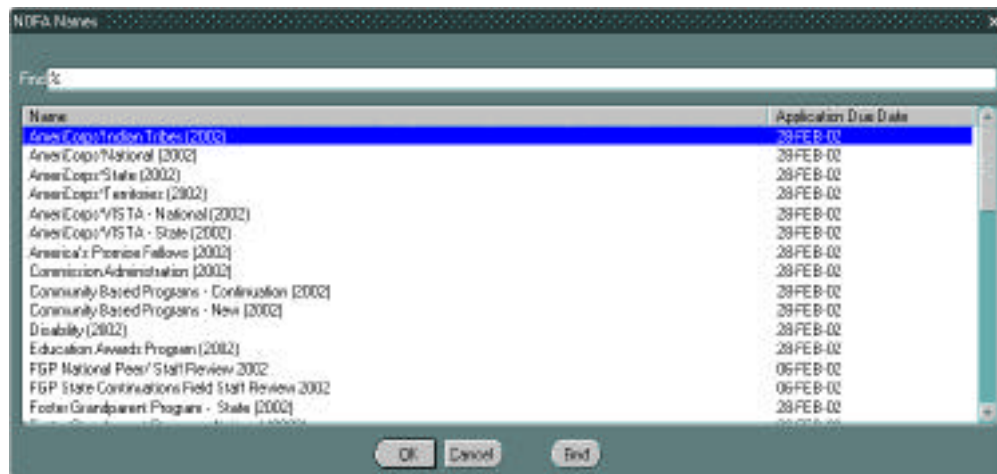 NOFA Names
Find %
Name Application Due Date
AmeriCorps*Indian Tribes (2002) 28-FEB-02
AmeriCorps*National (2002) 28-FEB-02
AmeriCorps*State (2002) 28-FEB-02
AmeriCorps*Territories (2002) 28-FEB-02
AmeriCorps*VISTA - National (2002) 28-FEB-02
AmeriCorps*VISTA - State (2002) 28-FEB-02
America's Promise Fellows (2002) 28-FEB-02
Commission Administration (2002) 28-FEB-02
Community Based Programs - Continuation (2002) 28-FEB-02
Community Based Programs - New (2002) 28-FEB-02
Disability (2002) 28-FEB-02
Education Awards Program (2002) 28-FEB-02
FGP National Peer/ Staff Review 2002 06-FEB-02
FGP State Continuations Field Staff Review 2002 06-FEB-02
Foster Grandparent Program - State (2002) 28-FEB-02
OK Cancel Find